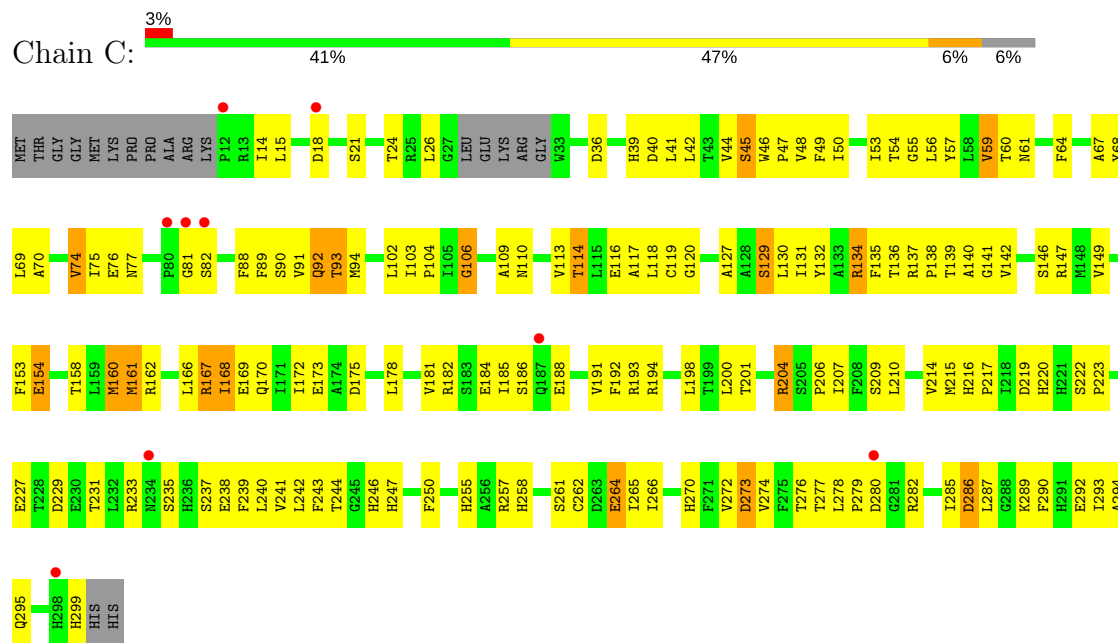 3%
Chain C:
41% 47% 6% 6%
MET THR GLY GLY MET LYS PRO PRO ALA ARG LYS P12 R13 I14 L15 D18 S21 T24 R25 L26 G27 LEU GLU LYS ARG GLY W33 D36 H39 D40 L41 L42 T43 V44 S45 W46 P47 V48 F49 I50 I53 T54 G55 L56 Y57 L58 V59 T60 N61 F64 A67 Y68
L69 A70 V74 I75 E76 N77 P80 G81 S82 F88 F89 S90 V91 Q92 T93 M94 L102 I103 P104 I105 G106 A109 N110 V113 T114 L115 E116 A117 L118 C119 G120 A127 A128 S129 L130 I131 Y132 A133 R134 F135 T136 R137 P138 T139 A140 G141 V142 S146 R147 M148 V149
F153 E154 T158 L159 M160 M161 R162 L166 R167 I168 E169 Q170 I171 I172 E173 A174 D175 L178 V181 R182 S183 E184 I185 S186 Q187 E188 V191 F192 R193 R194 L198 T199 L200 T201 R204 S205 P206 I207 F208 S209 L210 V214 M215 H216 P217 I218 D219 H220 H221 S222 P223
E227 T228 D229 E230 T231 L232 R233 N234 S235 H236 S237 E238 F239 L240 V241 L242 F243 T244 G245 H246 H247 F250 H255 A256 R257 H258 S261 C262 D263 E264 I265 I266 H270 F271 V272 D273 V274 F275 T276 T277 L278 P279 D280 G281 R282 I285 D286 L287 G288 K289 F290 H291 E292 I293 A294
Q295 H298 H299 HIS HIS